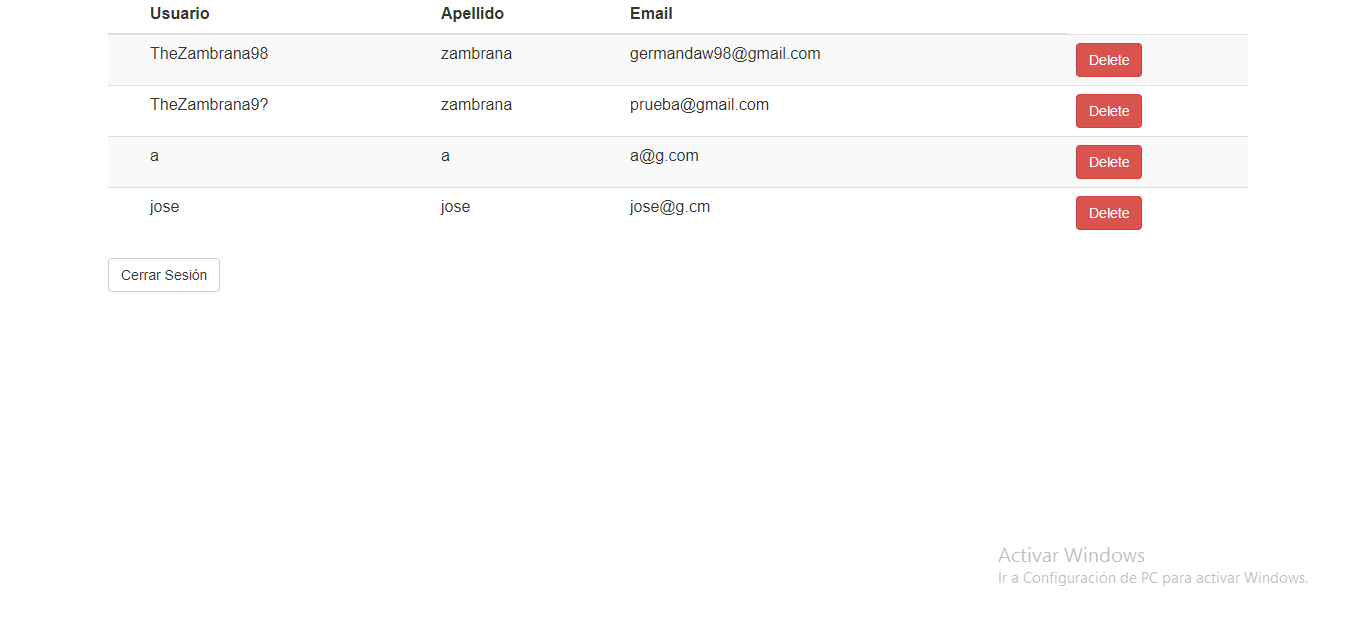 Usuario Apellido Email
TheZambrana98 zambrana germandaw98@gmail.com Delete
TheZambrana9? zambrana prueba@gmail.com Delete
a a a@g.com Delete
jose jose jose@g.cm Delete
Cerrar Sesión
Activar Windows
Ir a Configuración de PC para activar Windows.